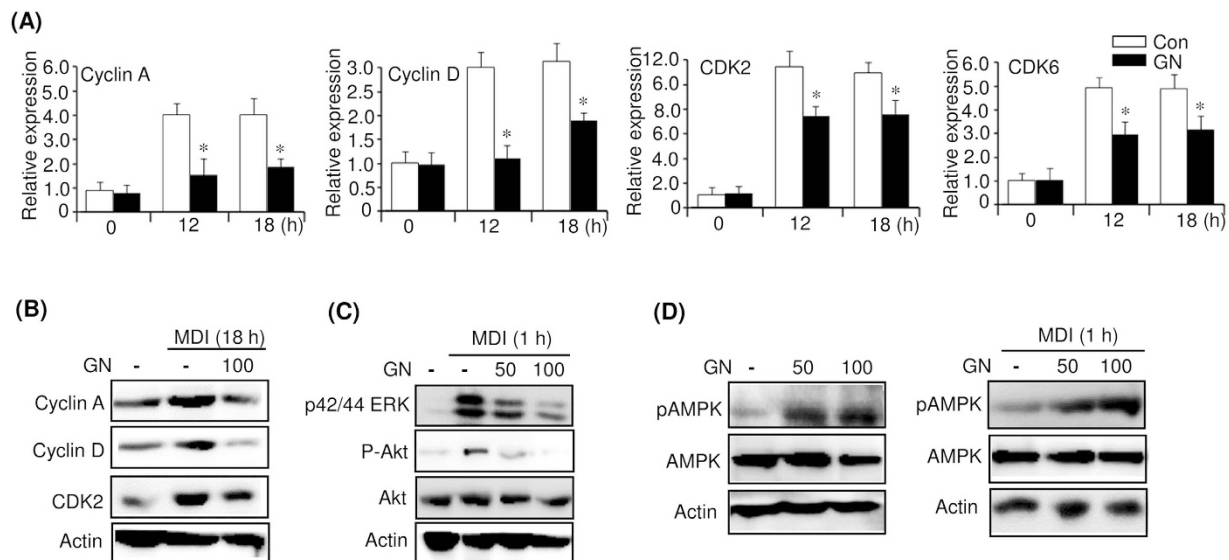 (A)
Cyclin A
Relative expression
6.0
5.0
4.0
3.0
2.0
1.0
0
*
*
0
12
18 (h)
Cyclin D
Relative expression
3.0
2.5
2.0
1.5
1.0
0.5
0
*
*
0
12
18 (h)
CDK2
Relative expression
12.0
10.0
8.0
6.0
4.0
2.0
0
*
*
0
12
18 (h)
CDK6
Con
GN
Relative expression
6.0
5.0
4.0
3.0
2.0
1.0
0
*
*
0
12
18 (h)
(B)
MDI (18 h)
GN - - 100
Cyclin A
Cyclin D
CDK2
Actin
(C)
MDI (1 h)
GN - - 50 100
p42/44 ERK
P-Akt
Akt
Actin
(D)
GN - 50 100
pAMPK
AMPK
Actin
MDI (1 h)
- 50 100
pAMPK
AMPK
Actin